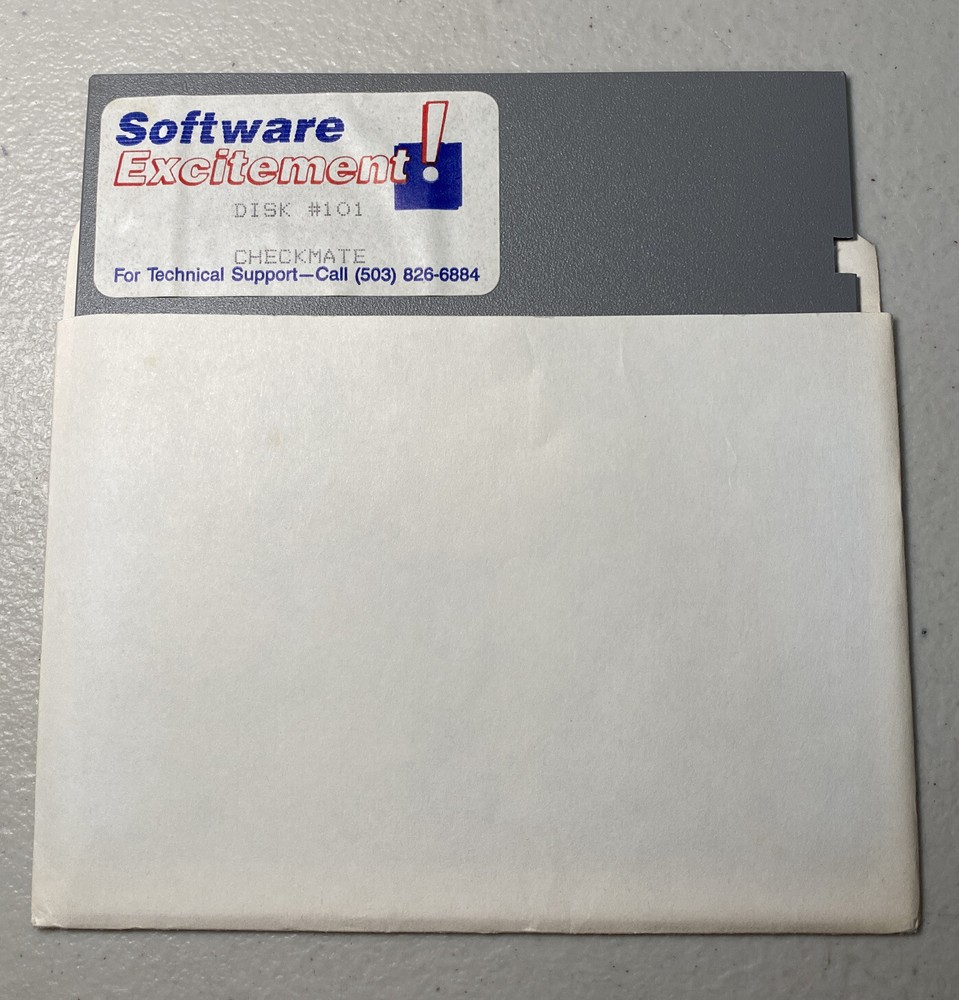 Software
Excitement!
DISK #101
CHECKMATE
For Technical Support—Call (503) 826-6884